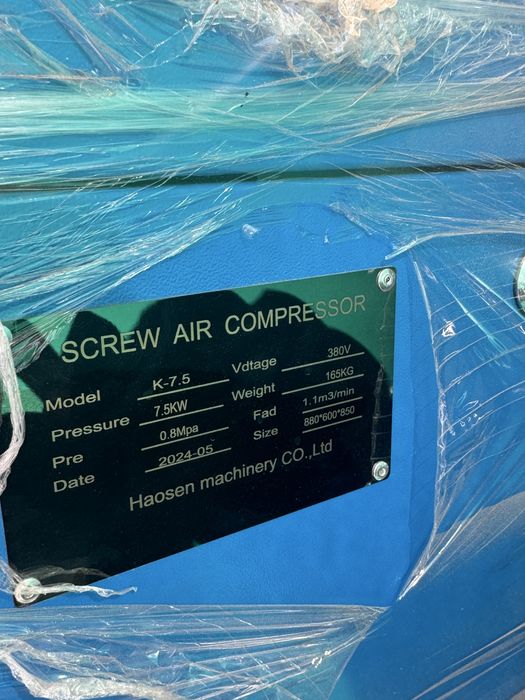 SCREW AIR COMPRESSOR
Model K-7.5 Vdtage 380V
Pressure 7.5KW Weight 165KG
Pre 0.8Mpa Fad 1.1m3/min
Date 2024-05 Size 880*600*850
Haosen machinery CO.,Ltd